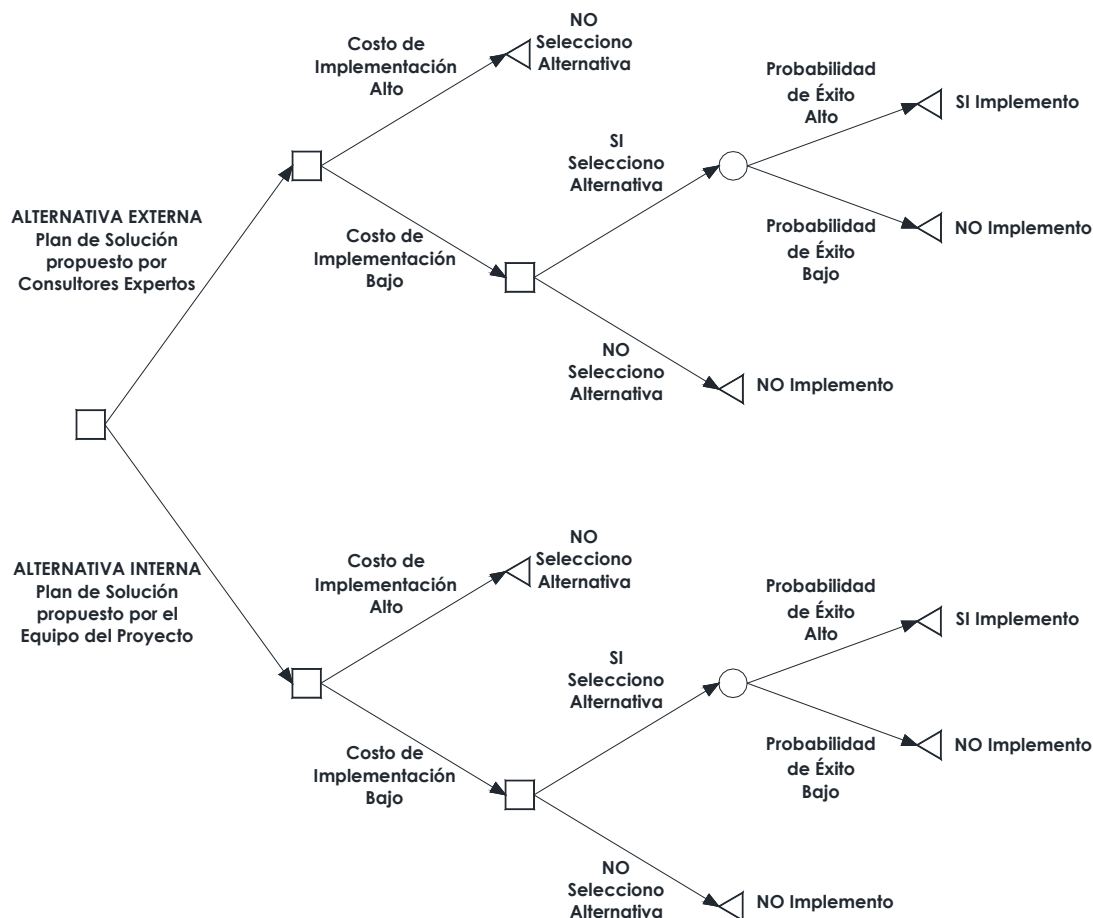 NO
Selecciono
Alternativa
Costo de
Implementación
Alto
Probabilidad
de Éxito
Alto
SI Implemento
SI
Selecciono
Alternativa
ALTERNATIVA EXTERNA
Plan de Solución
propuesto por
Consultores Expertos
Costo de
Implementación
Bajo
Probabilidad
de Éxito
Bajo
NO Implemento
NO
Selecciono
Alternativa
NO Implemento
NO
Selecciono
Alternativa
Costo de
Implementación
Alto
ALTERNATIVA INTERNA
Plan de Solución
propuesto por el
Equipo del Proyecto
Probabilidad
de Éxito
Alto
SI Implemento
SI
Selecciono
Alternativa
Costo de
Implementación
Bajo
Probabilidad
de Éxito
Bajo
NO Implemento
NO
Selecciono
Alternativa
NO Implemento